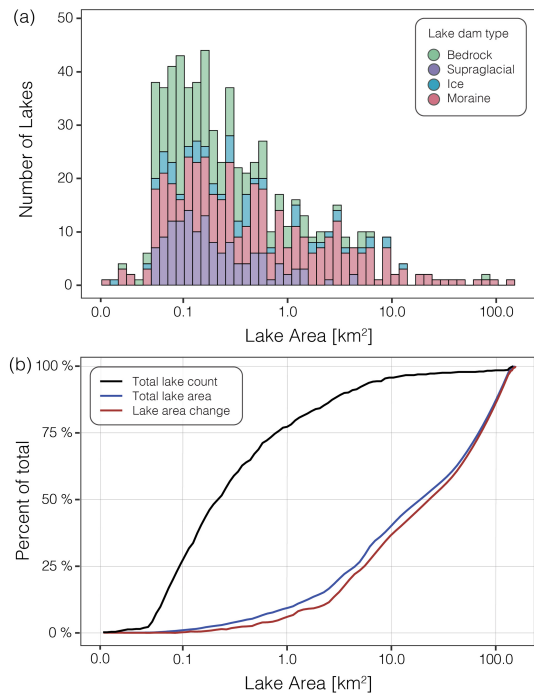 (a)
Number of Lakes
50
40
30
20
10
0
Lake dam type
Bedrock
Supraglacial
Ice
Moraine
0.0 0.1 1.0 10.0 100.0
Lake Area [km²]
(b)
Percent of total
100 %
75 %
50 %
25 %
0 %
Total lake count
Total lake area
Lake area change
0.0 0.1 1.0 10.0 100.0
Lake Area [km²]